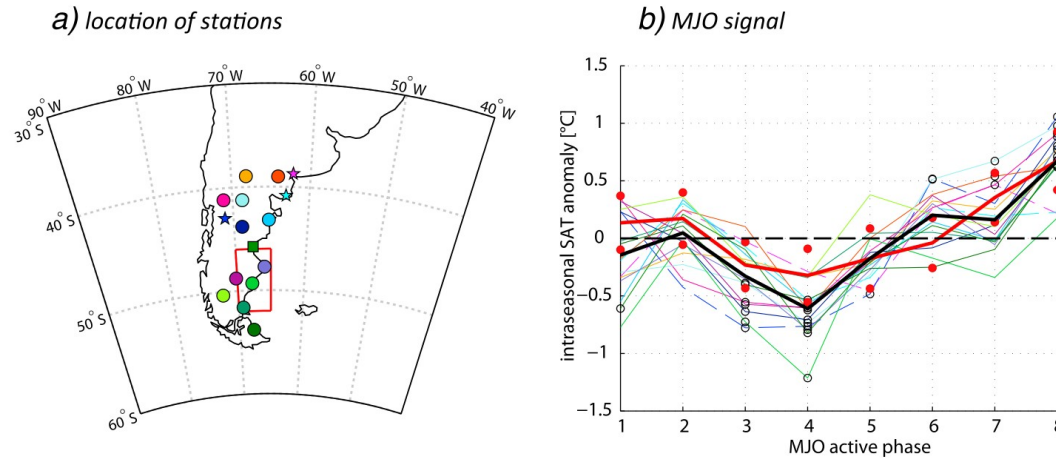 a) location of stations
90°W
80°W
70°W
60°W
50°W
40°W
30°S
40°S
50°S
60°S
b) MJO signal
intraseasonal SAT anomaly [°C]
1.5
1
0.5
0
−0.5
−1
−1.5
1 2 3 4 5 6 7 8
MJO active phase